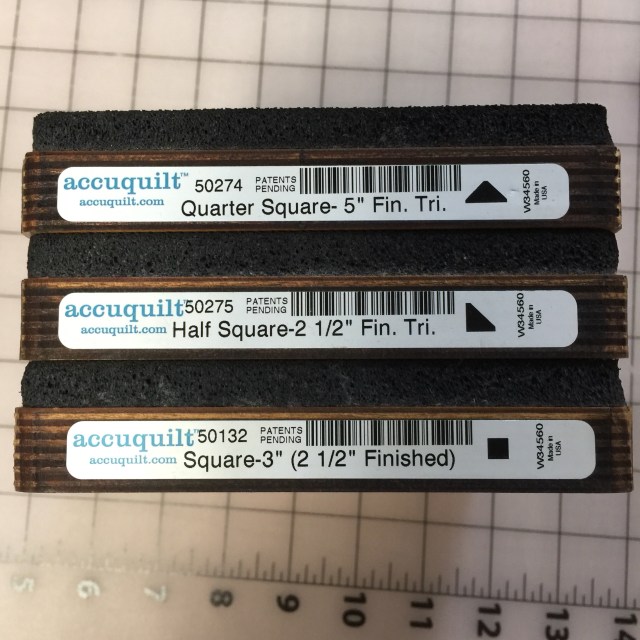 accuquilt™ 50274 PATENTS PENDING
accuquilt.com Quarter Square- 5" Fin. Tri.
W34560
Made in
USA
accuquilt 50275 PATENTS PENDING
accuquilt.com Half Square-2 1/2" Fin. Tri.
W34560
Made in
USA
accuquilt™ 50132 PATENTS PENDING
accuquilt.com Square-3" (2 1/2" Finished)
W34560
Made in
USA
5 6 7 8 9 10 11 12 13